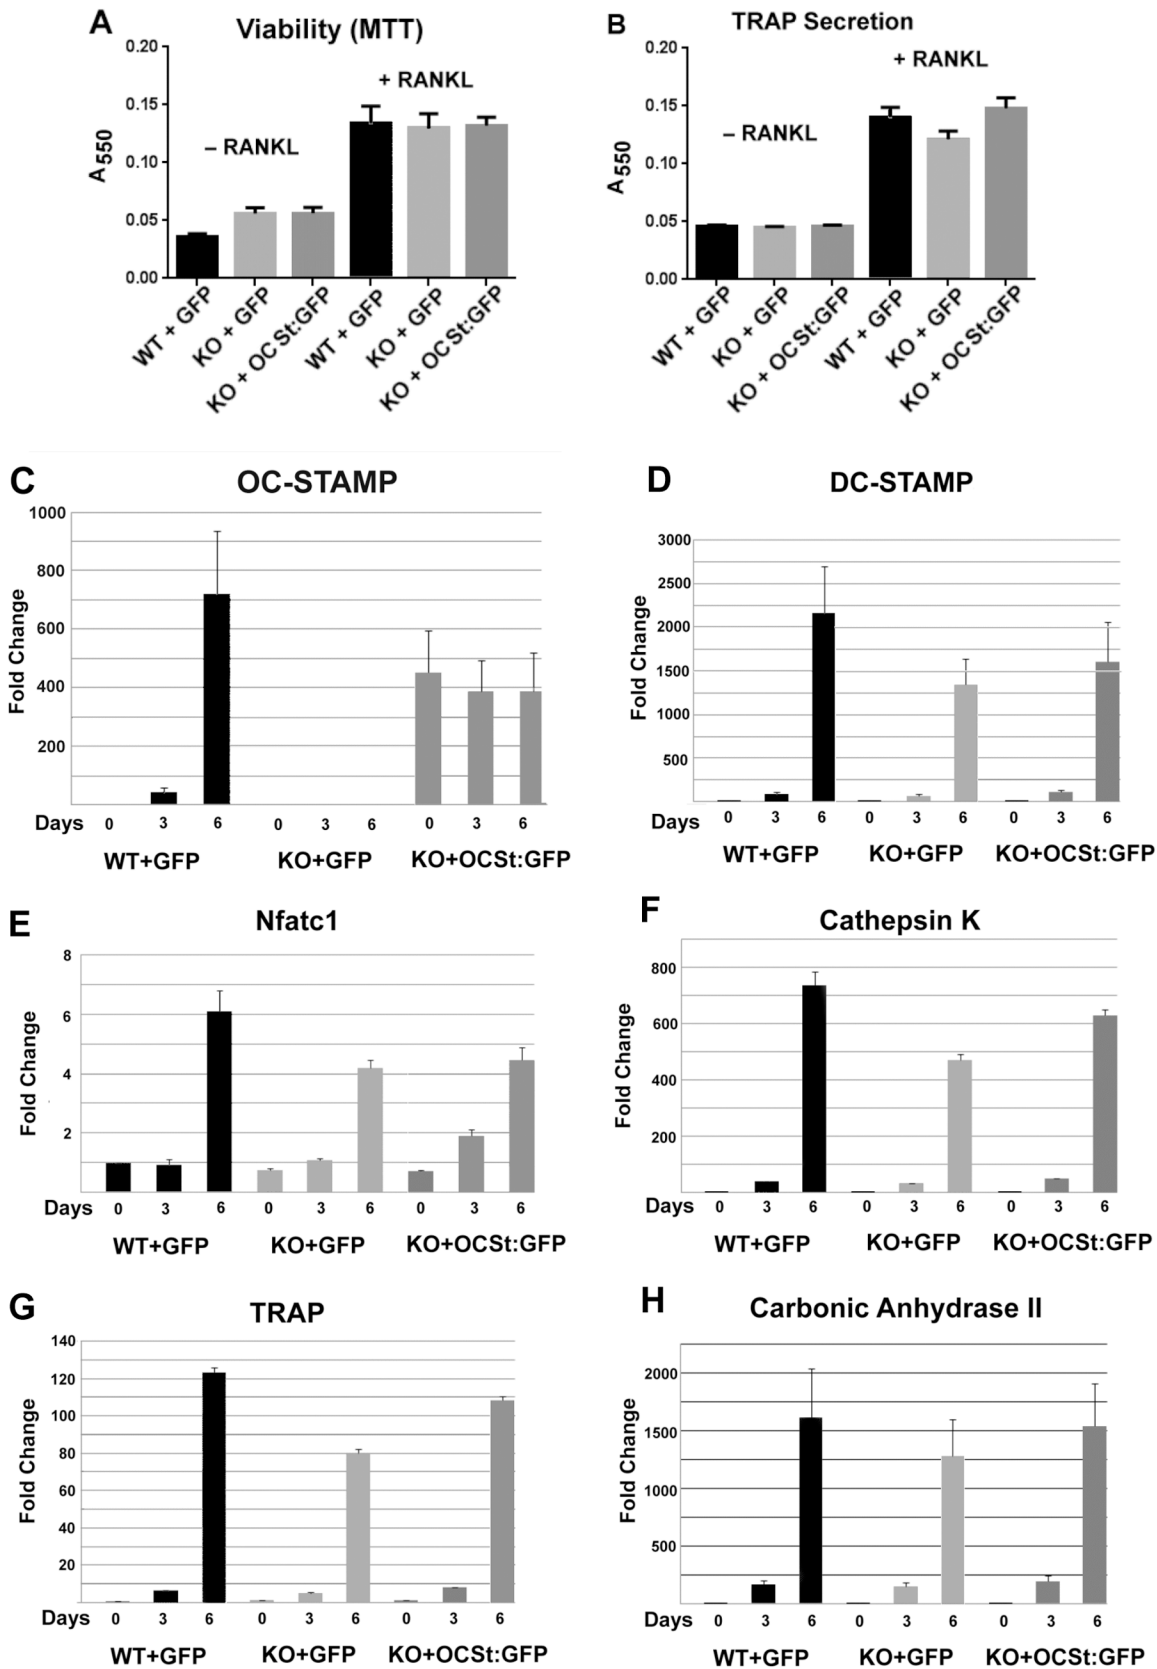 A
Viability (MTT)
0.20
0.15
0.10
0.05
0.00
A550
– RANKL
+ RANKL
WT + GFP
KO + GFP
KO + OC St:GFP
WT + GFP
KO + GFP
KO + OC St:GFP
B
TRAP Secretion
0.20
0.15
0.10
0.05
0.00
A550
– RANKL
+ RANKL
WT + GFP
KO + GFP
KO + OC St:GFP
WT + GFP
KO + GFP
KO + OC St:GFP
C
OC-STAMP
1000
800
600
400
200
Fold Change
Days 0 3 6 0 3 6 0 3 6
WT+GFP KO+GFP KO+OCSt:GFP
D
DC-STAMP
3000
2500
2000
1500
1000
500
Fold Change
Days 0 3 6 0 3 6 0 3 6
WT+GFP KO+GFP KO+OCSt:GFP
E
Nfatc1
8
6
4
2
Fold Change
Days 0 3 6 0 3 6 0 3 6
WT+GFP KO+GFP KO+OCSt:GFP
F
Cathepsin K
800
600
400
200
Fold Change
Days 0 3 6 0 3 6 0 3 6
WT+GFP KO+GFP KO+OCSt:GFP
G
TRAP
140
120
100
80
60
40
20
Fold Change
Days 0 3 6 0 3 6 0 3 6
WT+GFP KO+GFP KO+OCSt:GFP
H
Carbonic Anhydrase II
2000
1500
1000
500
Fold Change
Days 0 3 6 0 3 6 0 3 6
WT+GFP KO+GFP KO+OCSt:GFP